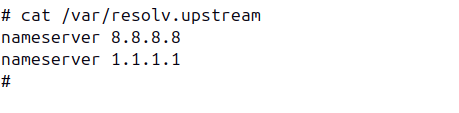 # cat /var/resolv.upstream
nameserver 8.8.8.8
nameserver 1.1.1.1
#